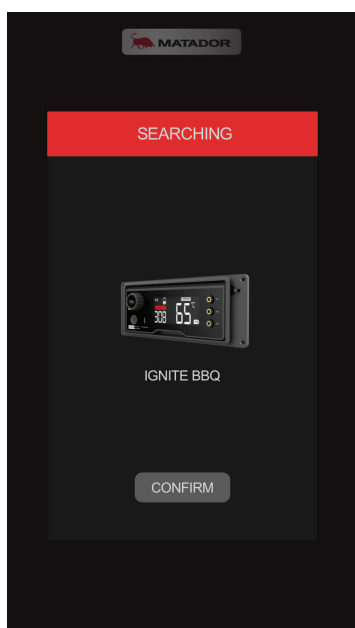 MATADOR
SEARCHING
308
65
°C
IGNITE BBQ
CONFIRM